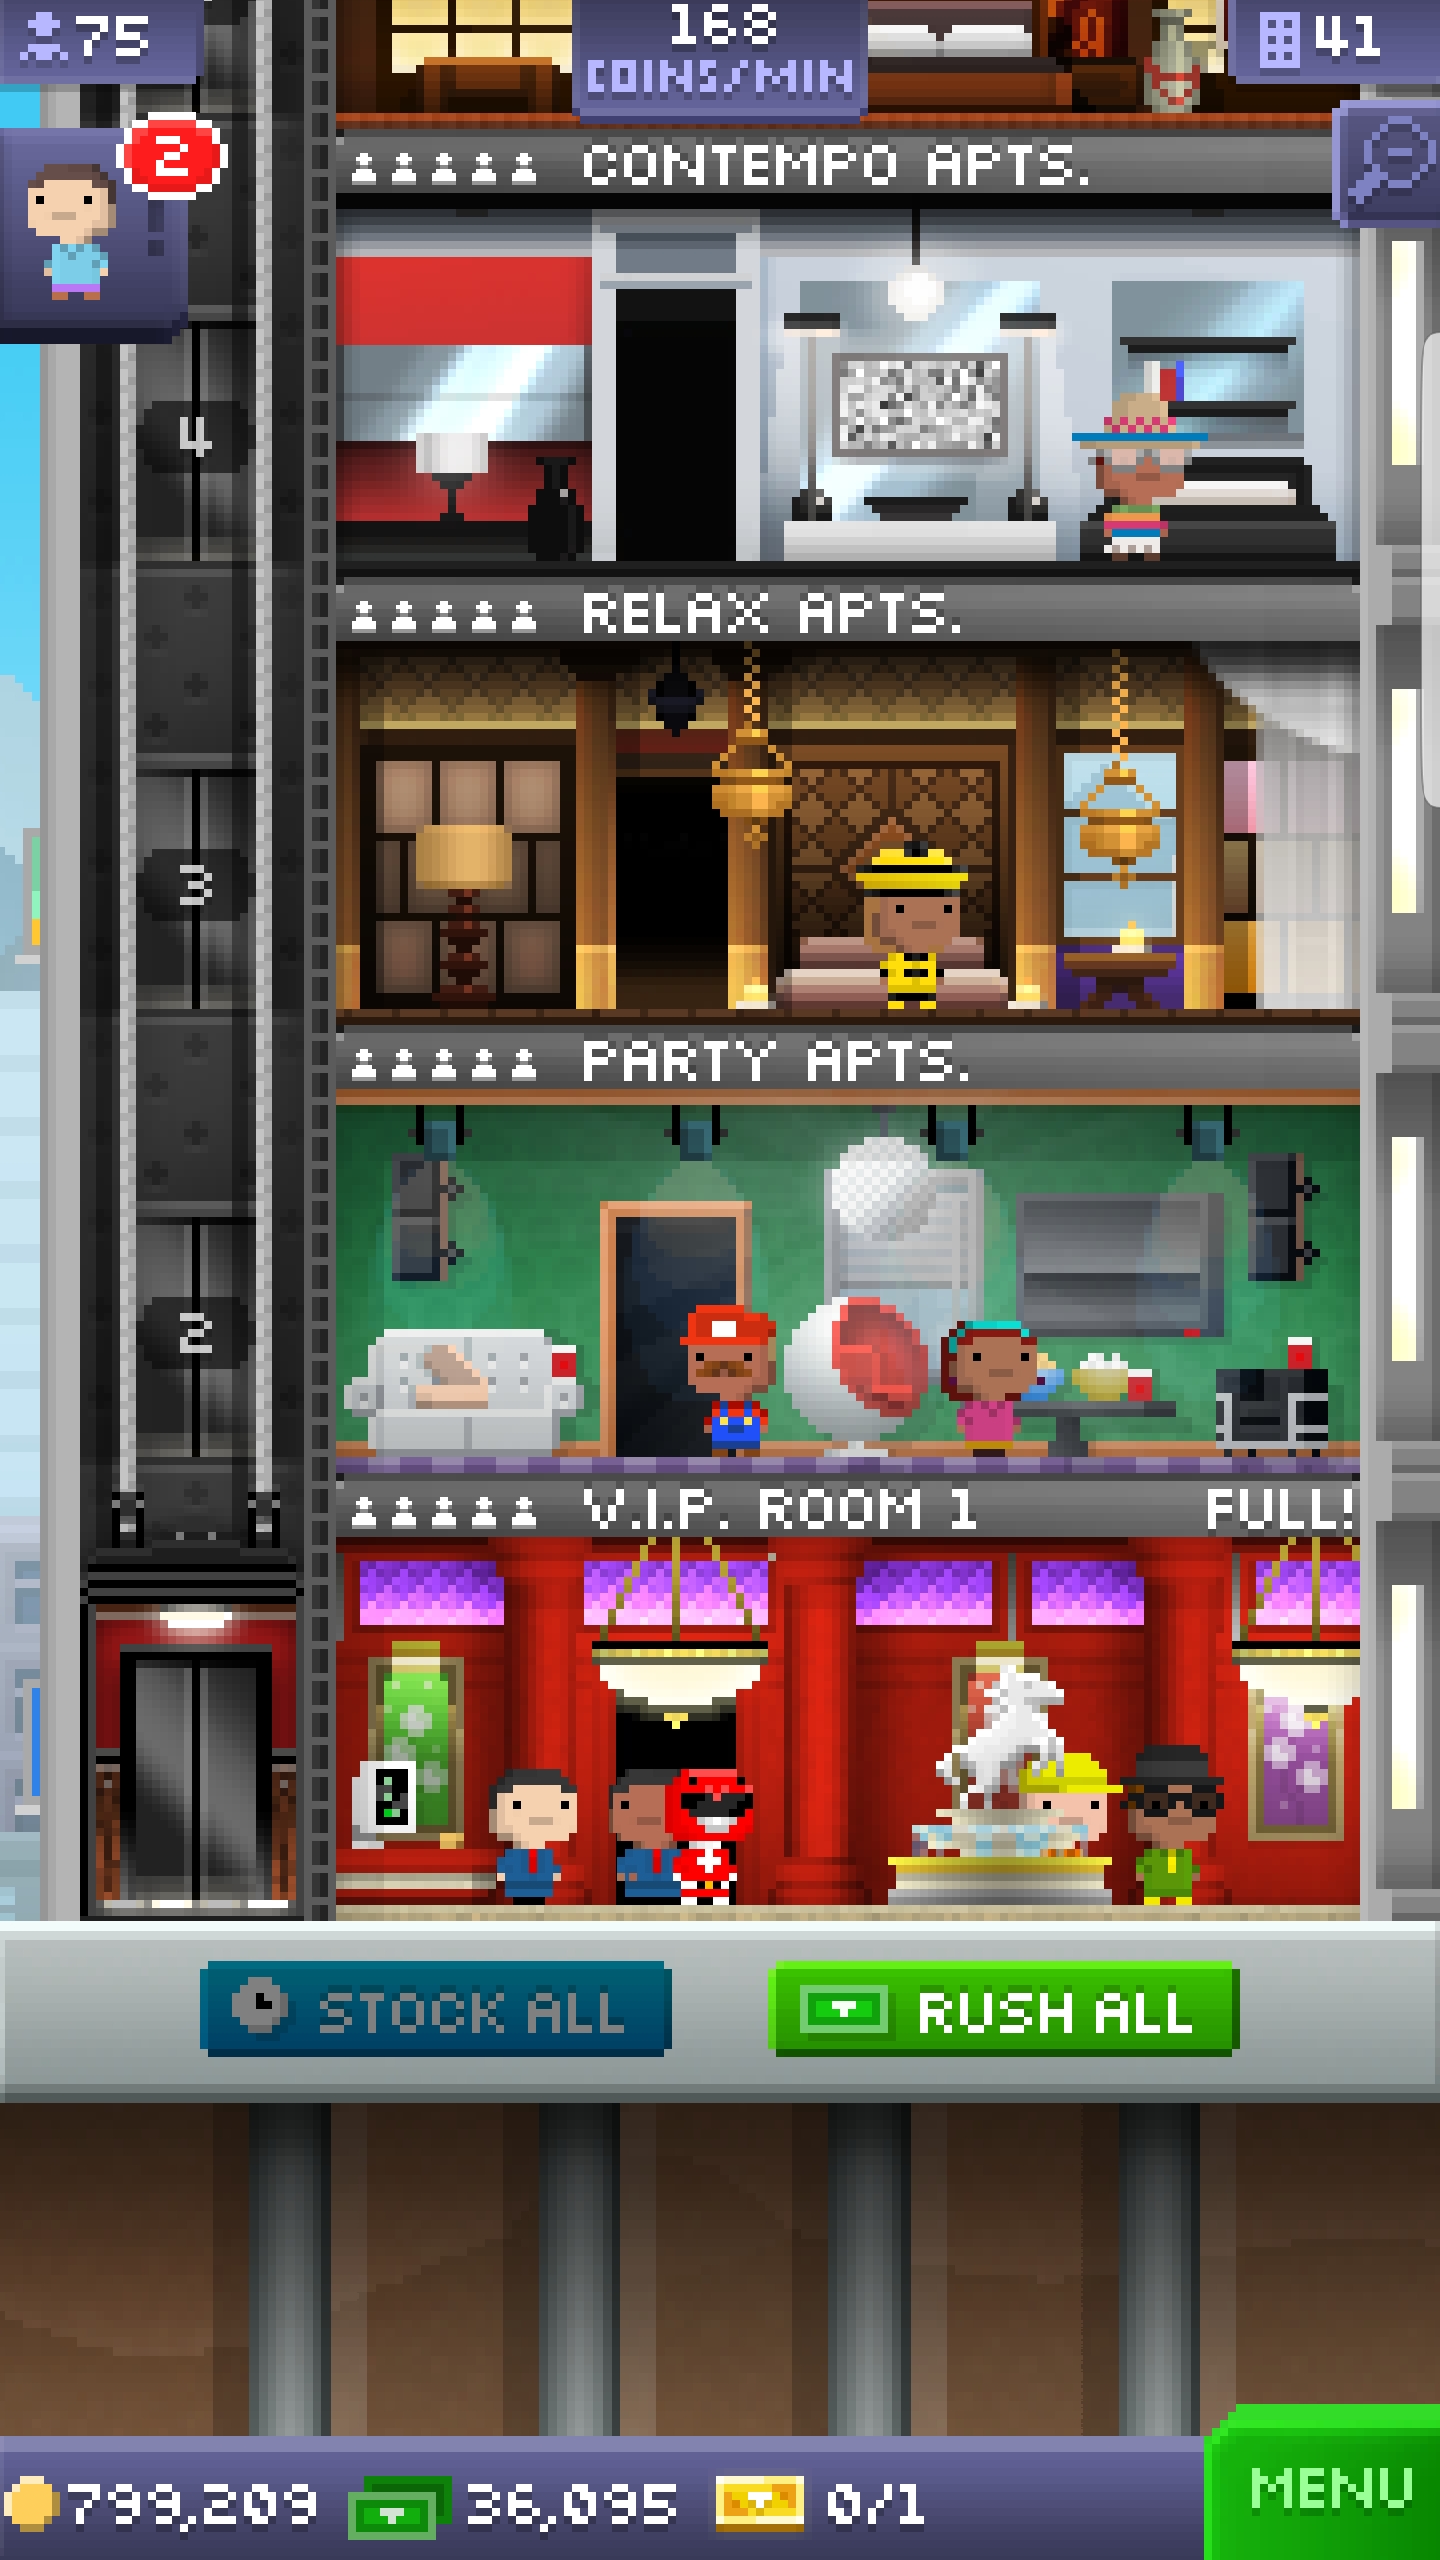 75
168
COINS/MIN
41
2
!
CONTEMPO APTS.
4
RELAX APTS.
3
PARTY APTS.
2
V.I.P. ROOM 1 FULL!
STOCK ALL
RUSH ALL
799,209
36,095
0/1
MENU